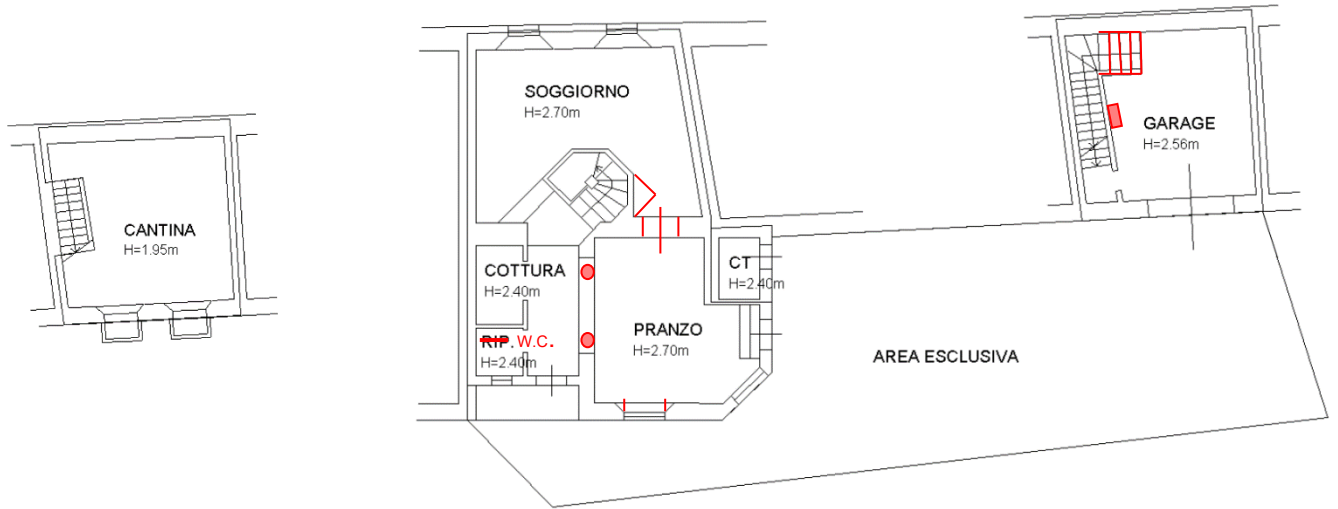 CANTINA
H=1.95m
SOGGIORNO
H=2.70m
COTTURA
H=2.40m
RIP. W.C.
H=2.40m
PRANZO
H=2.70m
CT
H=2.40m
GARAGE
H=2.56m
AREA ESCLUSIVA